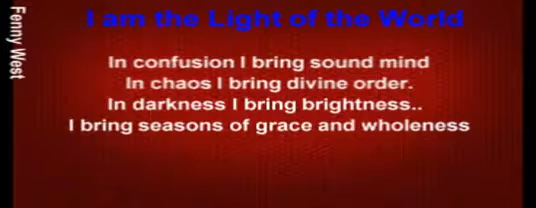 I am the Light of the World
Fenny West
In confusion I bring sound mind
In chaos I bring divine order.
In darkness I bring brightness..
I bring seasons of grace and wholeness